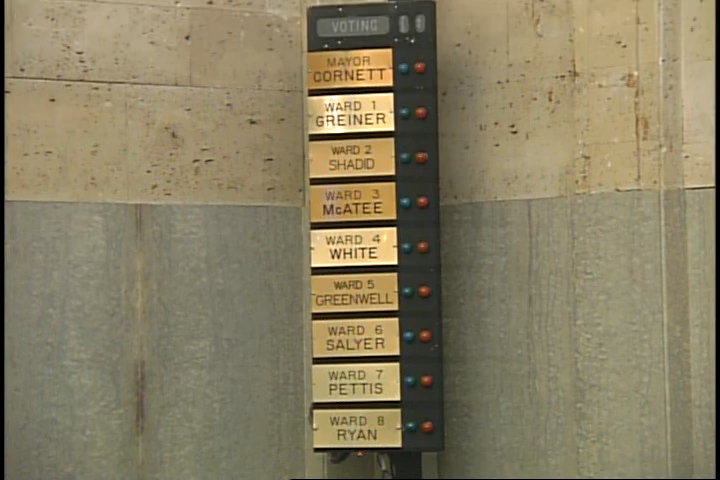 VOTING
MAYOR
CORNETT
WARD 1
GREINER
WARD 2
SHADID
WARD 3
McATEE
WARD 4
WHITE
WARD 5
GREENWELL
WARD 6
SALYER
WARD 7
PETTIS
WARD 8
RYAN